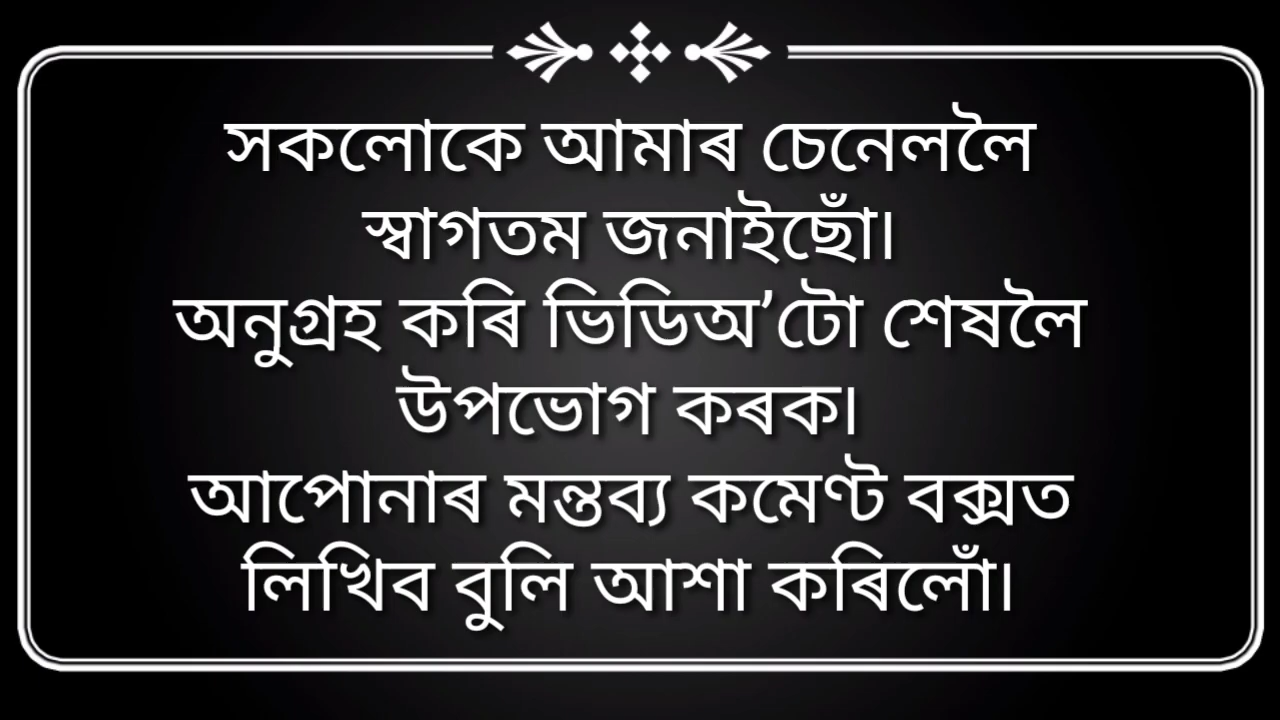 সকলোকে আমাৰ চেনেললৈ
স্বাগতম জনাইছোঁ।
অনুগ্ৰহ কৰি ভিডিঅ’টো শেষলৈ
উপভোগ কৰক।
আপোনাৰ মন্তব্য কমেণ্ট বক্সত
লিখিব বুলি আশা কৰিলোঁ।